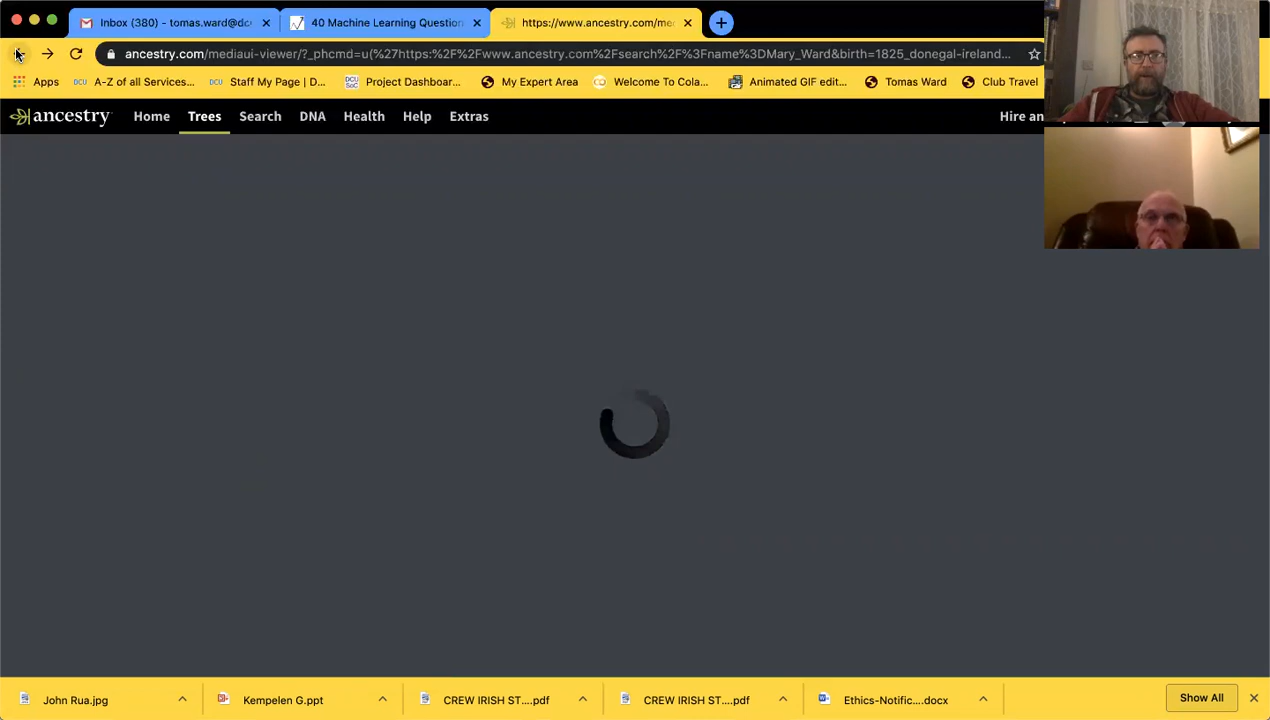 Inbox (380) - tomas.ward@dc
40 Machine Learning Question
https://www.ancestry.com/me
ancestry.com/mediaui-viewer/?_phcmd=u(%27https:%2F%2Fwww.ancestry.com%2Fsearch%2F%3Fname%3DMary_Ward&birth=1825_donegal-ireland...
Apps
DCU A-Z of all Services...
DCU Staff My Page | D...
DCU SoC Project Dashboar...
My Expert Area
Welcome To Cola...
Animated GIF edit...
Tomas Ward
Club Travel
ancestry
Home
Trees
Search
DNA
Health
Help
Extras
Hire an
John Rua.jpg
Kempelen G.ppt
CREW IRISH ST....pdf
CREW IRISH ST....pdf
Ethics-Notific....docx
Show All